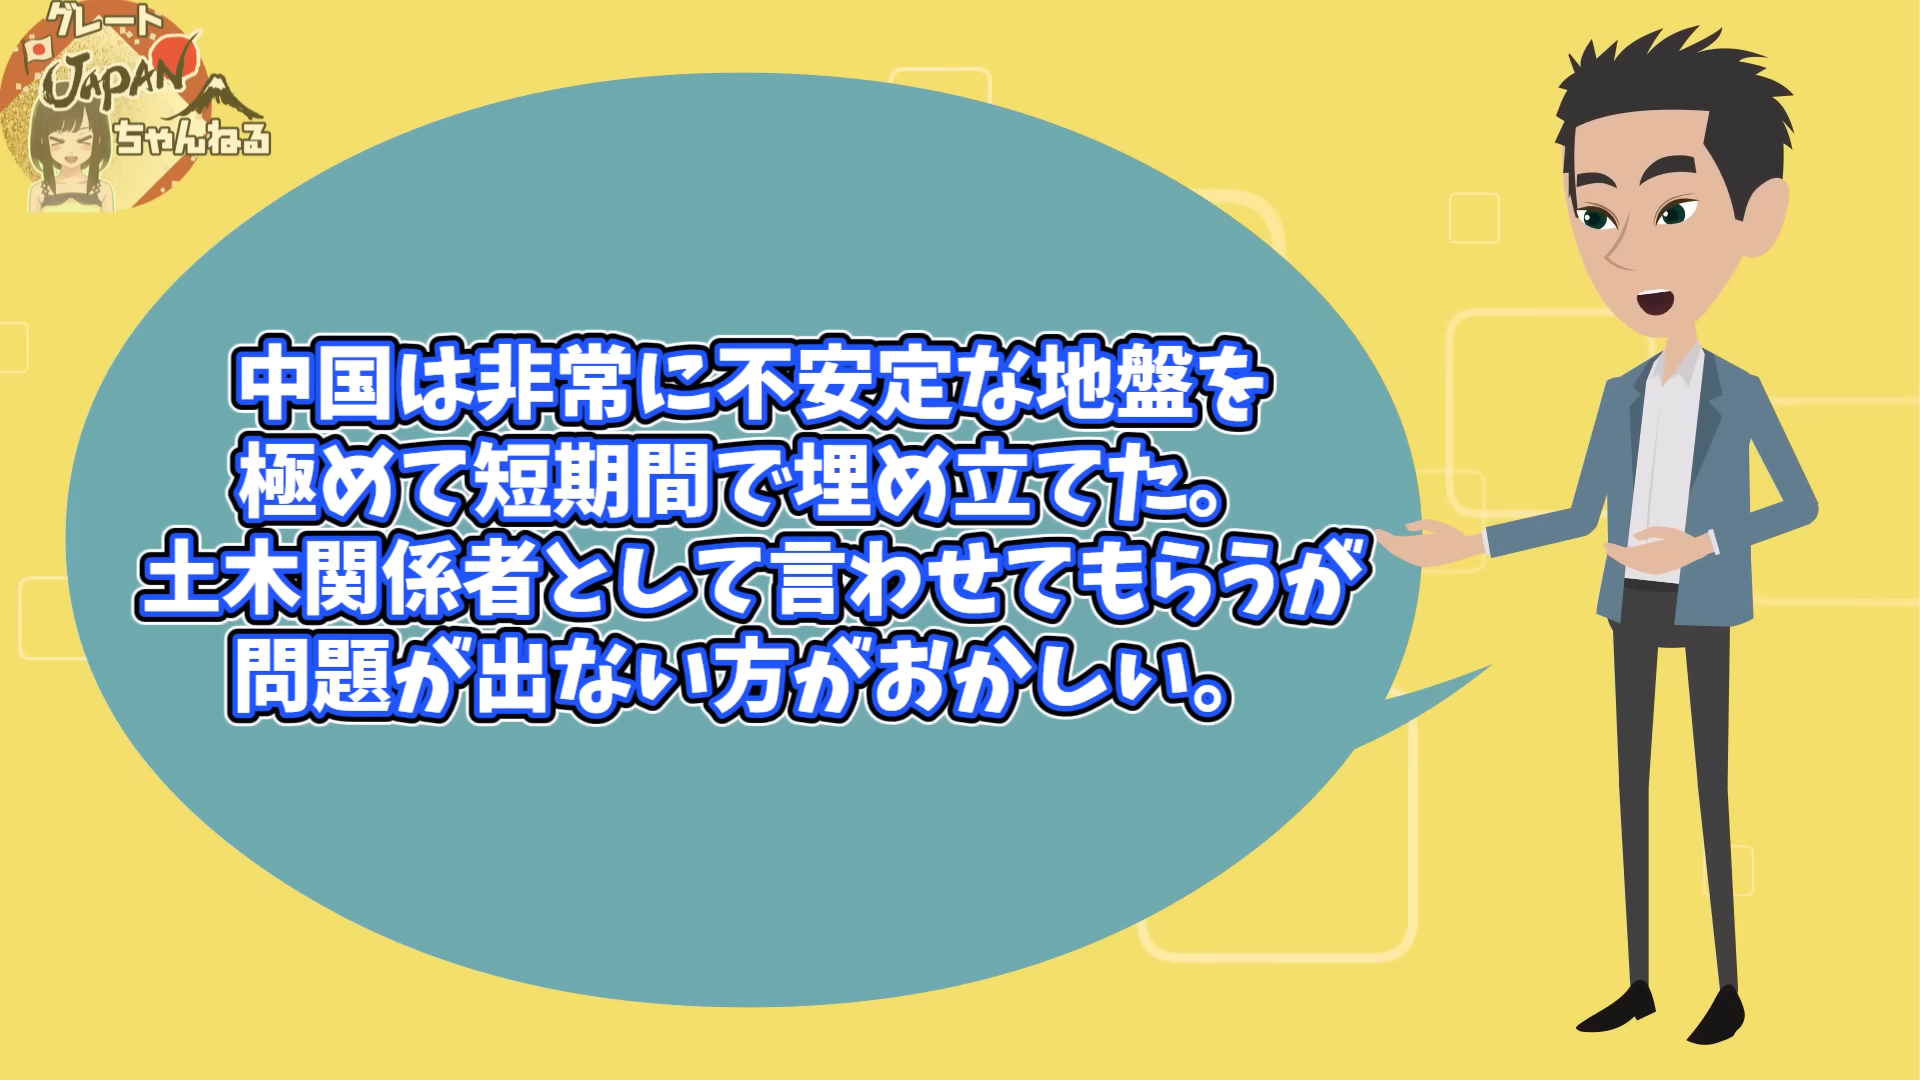 グレート
JAPAN
ちゃんねる
中国は非常に不安定な地盤を
極めて短期間で埋め立てた。
土木関係者として言わせてもらうが
問題が出ない方がおかしい。